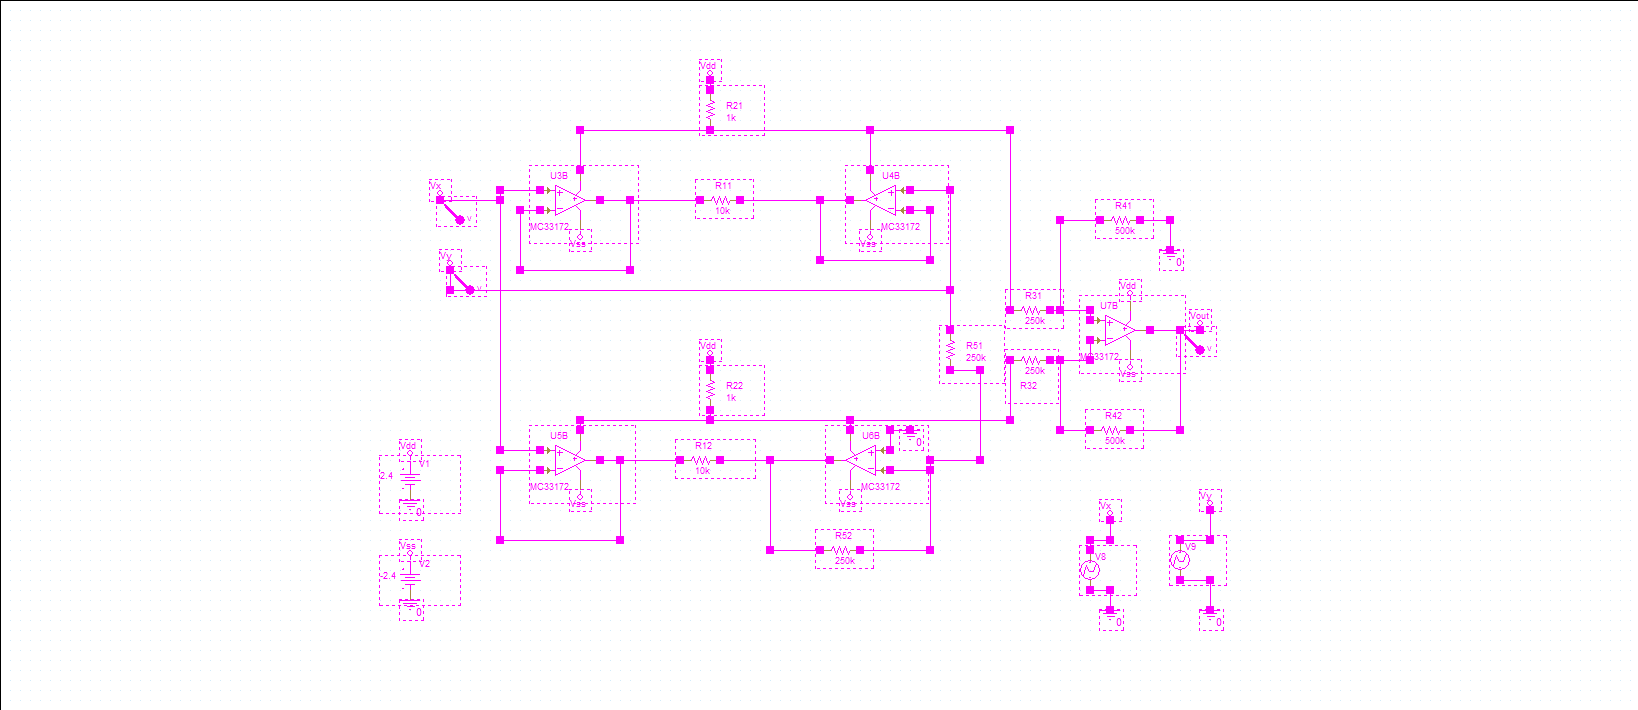 Vdd
R21
1k
U3B
U4B
Vx
R11
V
10k
R41
MC33172
MC33172
500k
Vss
Vss
Vy
0
V
Vdd
R31
U7B
250k
Vout
Vdd
R51
250k
V
MC33172
250k
Vss
R22
R32
1k
R42
U5B
U6B
0
500k
Vdd
R12
V1
2.4
10k
MC33172
MC33172
Vss
Vss
Vx
Vy
0
R52
Vss
V9
250k
V8
V2
-2.4
0
0
0